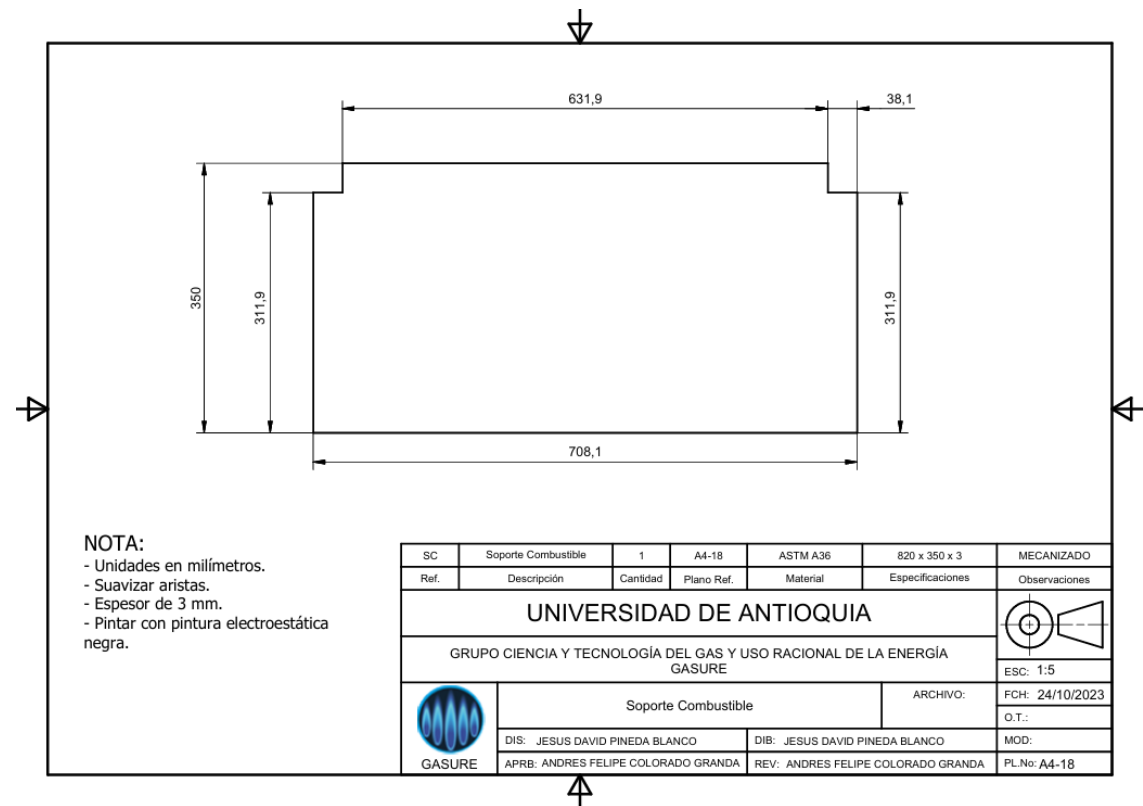 631,9
38,1
350
311,9
311,9
708,1
NOTA:
- Unidades en milímetros.
- Suavizar aristas.
- Espesor de 3 mm.
- Pintar con pintura electroestática
negra.
SC Soporte Combustible 1 A4-18 ASTM A36 820 x 350 x 3 MECANIZADO
Ref. Descripción Cantidad Plano Ref. Material Especificaciones Observaciones
UNIVERSIDAD DE ANTIOQUIA
GRUPO CIENCIA Y TECNOLOGÍA DEL GAS Y USO RACIONAL DE LA ENERGÍA
GASURE
ESC: 1:5
Soporte Combustible
ARCHIVO:
FCH: 24/10/2023
O.T.:
DIS: JESUS DAVID PINEDA BLANCO
DIB: JESUS DAVID PINEDA BLANCO
MOD:
GASURE
APRB: ANDRES FELIPE COLORADO GRANDA
REV: ANDRES FELIPE COLORADO GRANDA
PL.No: A4-18